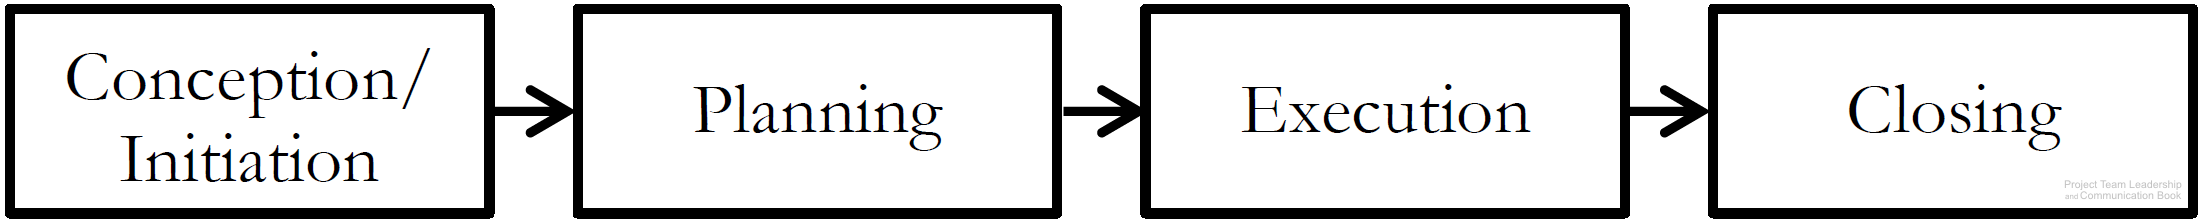 Conception/
Initiation
Planning
Execution
Closing
Project Team Leadership
and Communication Book